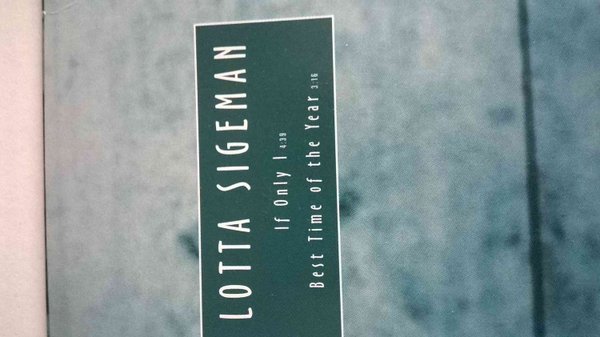 LOTTA SIGEMAN
If Only I 4:39
Best Time of the Year 3:16